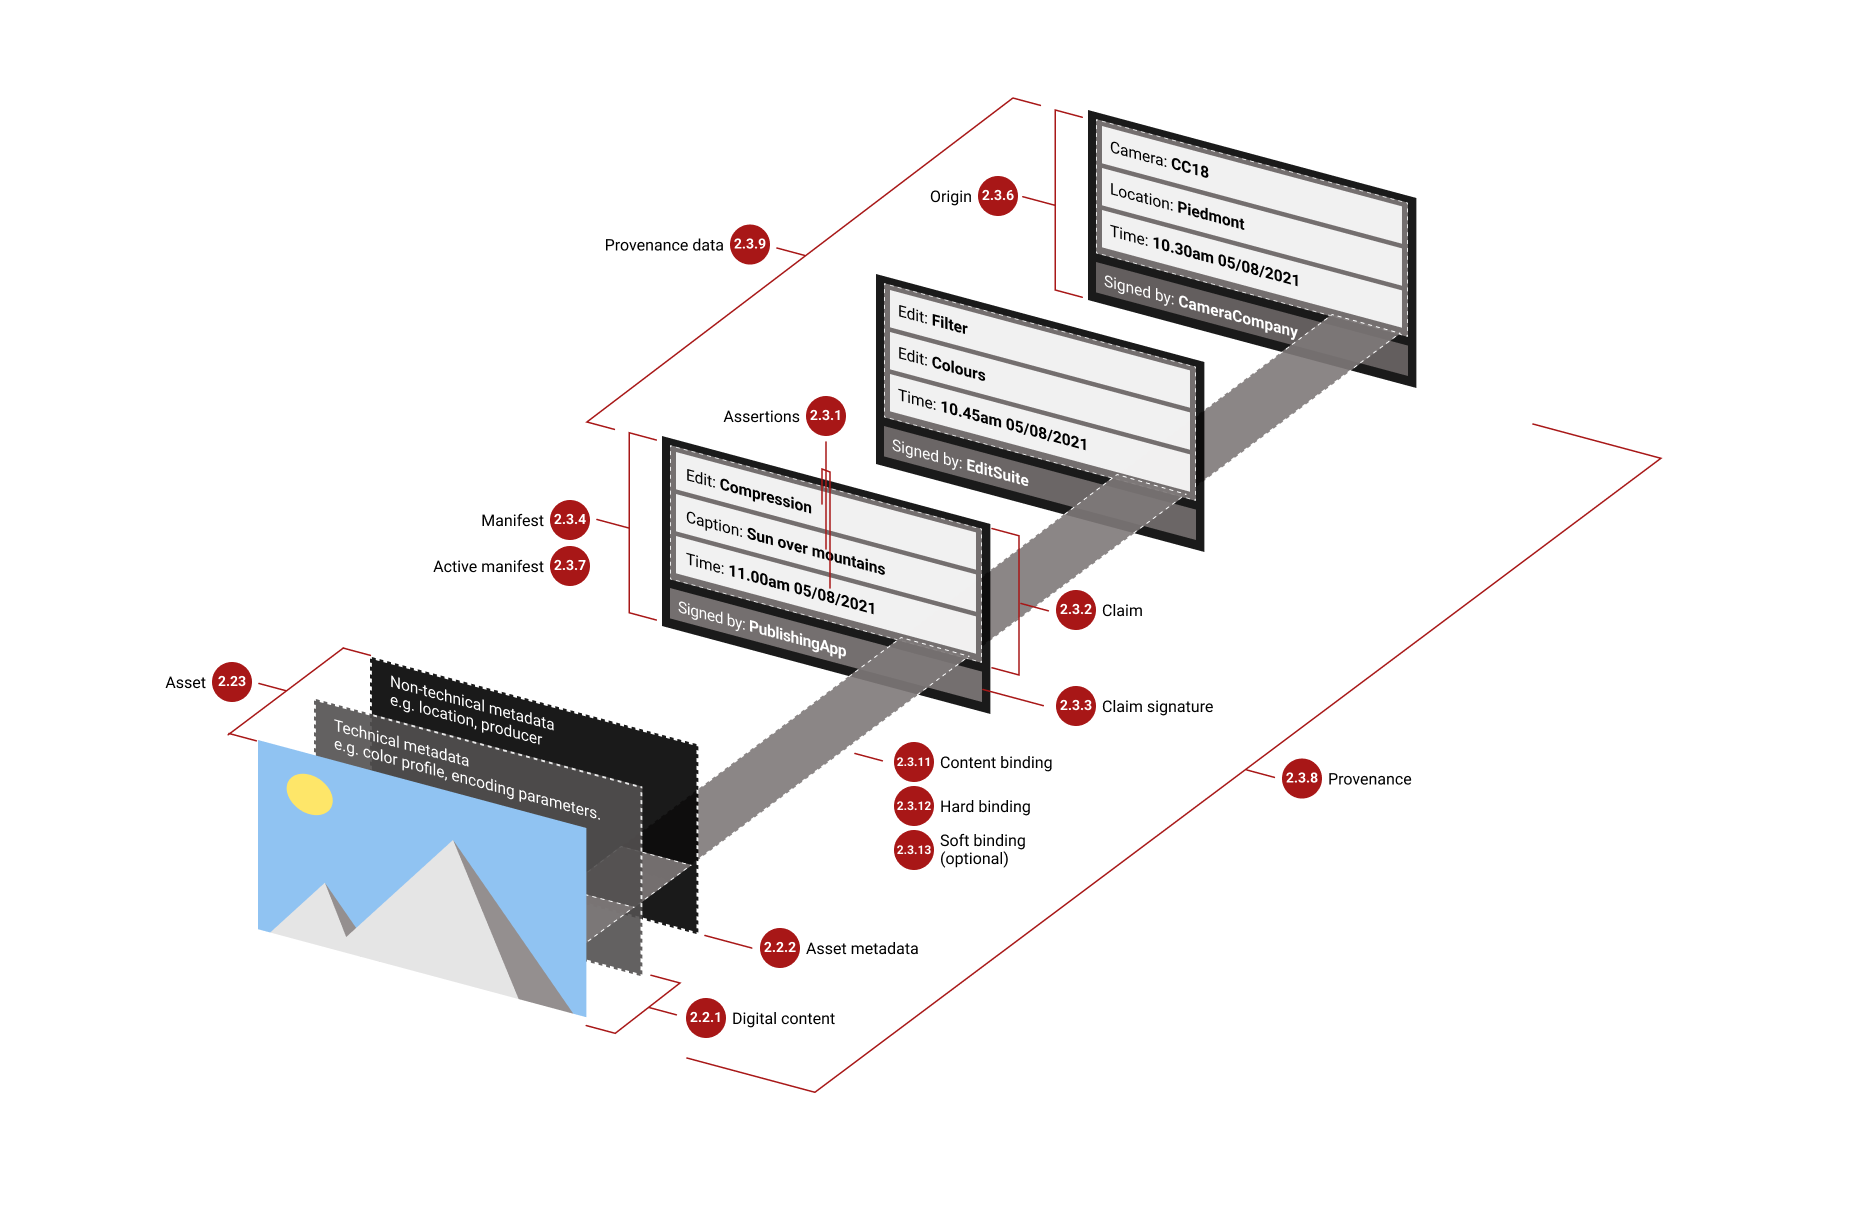 Camera: CC18
Location: Piedmont
Time: 10.30am 05/08/2021
Signed by: CameraCompany
Origin 2.3.6
Provenance data 2.3.9
Edit: Filter
Edit: Colours
Time: 10.45am 05/08/2021
Signed by: EditSuite
Assertions 2.3.1
Edit: Compression
Caption: Sun over mountains
Time: 11.00am 05/08/2021
Signed by: PublishingApp
Manifest 2.3.4
Active manifest 2.3.7
2.3.2 Claim
2.3.3 Claim signature
Asset 2.23
Non-technical metadata
e.g. location, producer
Technical metadata
e.g. color profile, encoding parameters.
2.3.11 Content binding
2.3.12 Hard binding
2.3.13 Soft binding
(optional)
2.3.8 Provenance
2.2.2 Asset metadata
2.2.1 Digital content